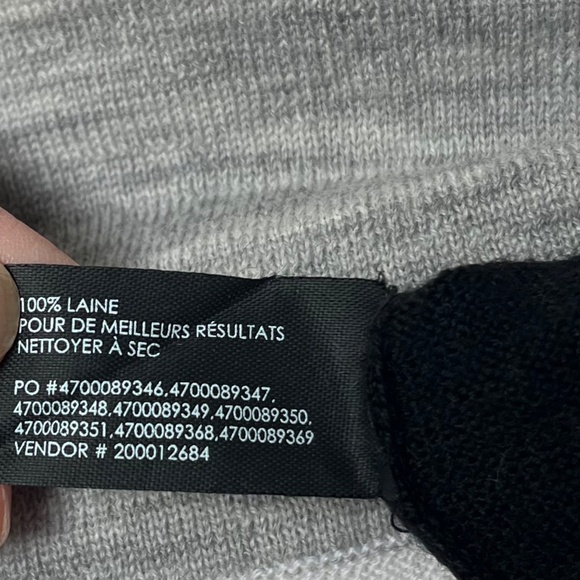 100% LAINE
POUR DE MEILLEURS RÉSULTATS
NETTOYER À SEC
PO #4700089346,4700089347,
4700089348,4700089349,4700089350,
4700089351,4700089368,4700089369
VENDOR # 200012684